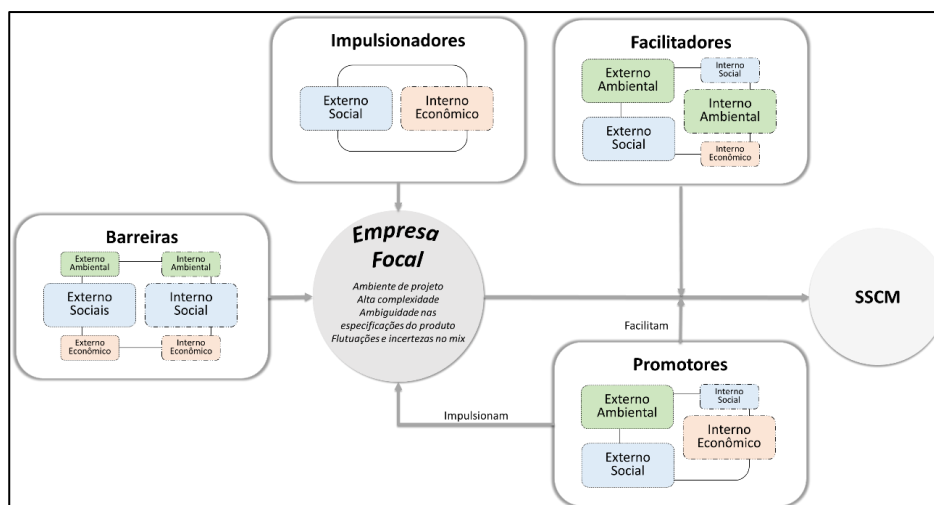 Impulsionadores
Externo
Social
Interno
Econômico
Facilitadores
Externo
Ambiental
Interno
Social
Interno
Ambiental
Externo
Social
Interno
Econômico
Barreiras
Externo
Ambiental
Interno
Ambiental
Externo
Sociais
Interno
Social
Externo
Econômico
Interno
Econômico
Empresa
Focal
Ambiente de projeto
Alta complexidade
Ambiguidade nas
especificações do produto
Flutuações e incertezas no mix
SSCM
Facilitam
Impulsionam
Promotores
Externo
Ambiental
Interno
Social
Interno
Econômico
Externo
Social